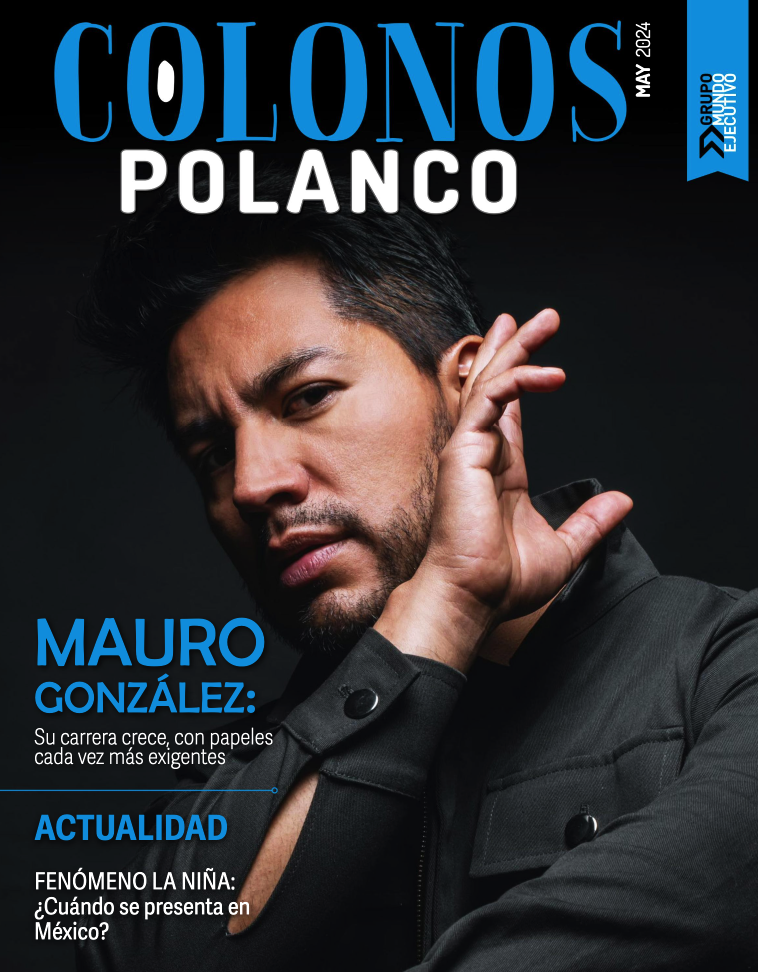 COLONOS
POLANCO
MAY 2024
GRUPO
MUNDO
EJECUTIVO
MAURO
GONZÁLEZ:
Su carrera crece, con papeles
cada vez más exigentes
ACTUALIDAD
FENÓMENO LA NIÑA:
¿Cuándo se presenta en
México?